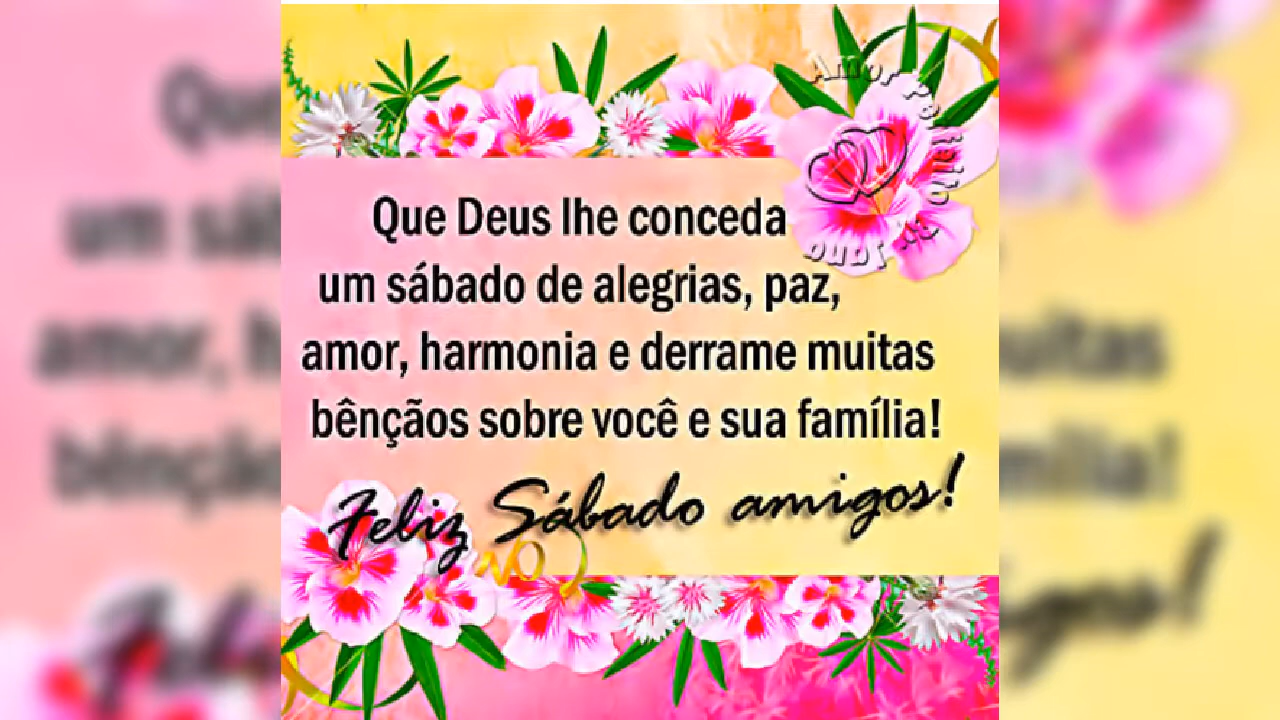 Que Deus lhe conceda
um sábado de alegrias, paz,
amor, harmonia e derrame muitas
bênçãos sobre você e sua família!
Feliz Sábado amigos!